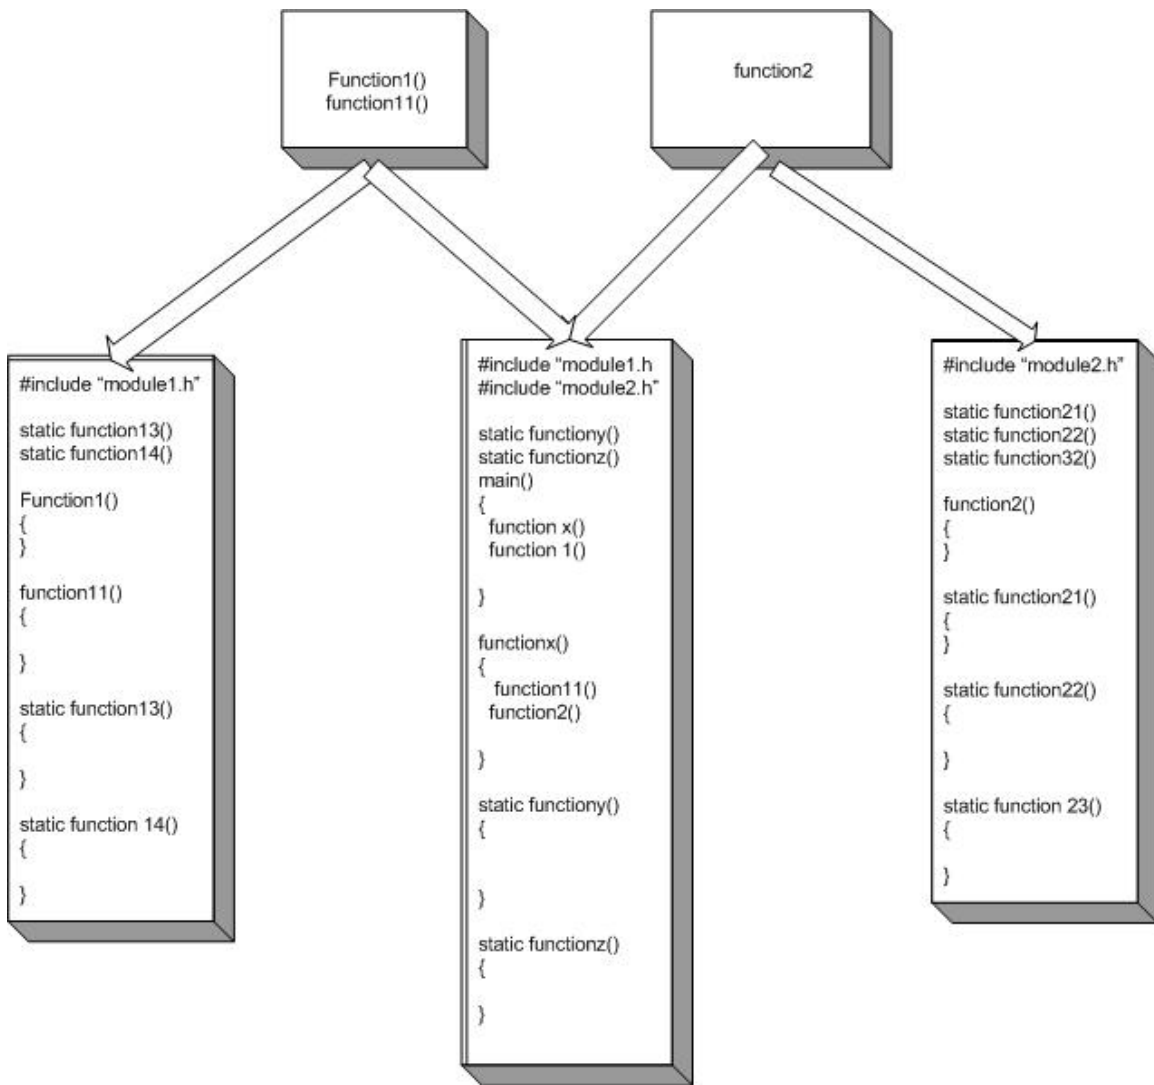 Function1()
function11()
function2
#include “module1.h”
static function13()
static function14()
Function1()
{
}
function11()
{
}
static function13()
{
}
static function 14()
{
}
#include “module1.h
#include “module2.h”
static functiony()
static functionz()
main()
{
function x()
function 1()
}
functionx()
{
function11()
function2()
}
static functiony()
{
}
static functionz()
{
}
#include “module2.h”
static function21()
static function22()
static function32()
function2()
{
}
static function21()
{
}
static function22()
{
}
static function 23()
{
}